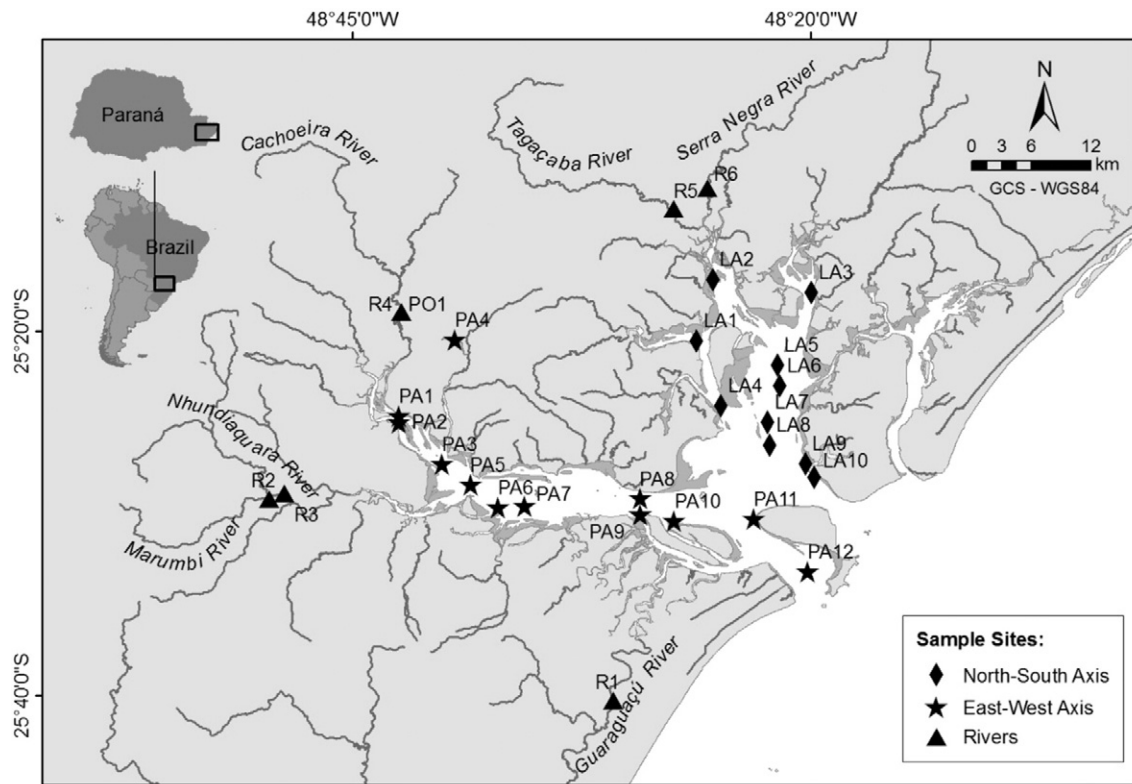 48°45'0"W
48°20'0"W
N
Paraná
Cachoeira River
Tagaçaba River
Serra Negra River
0 3 6 12
km
GCS - WGS84
R6
R5
Brazil
LA2
LA3
R4
PO1
PA4
25°20'0"S
LA1
LA5
LA6
LA4
LA7
PA1
PA2
LA8
Nhundiaquara River
PA3
LA9
LA10
R2
PA5
PA8
PA6
PA7
PA10
PA11
R3
PA9
Marumbi River
PA12
R1
Guaraguaçú River
25°40'0"S
Sample Sites:
North-South Axis
East-West Axis
Rivers